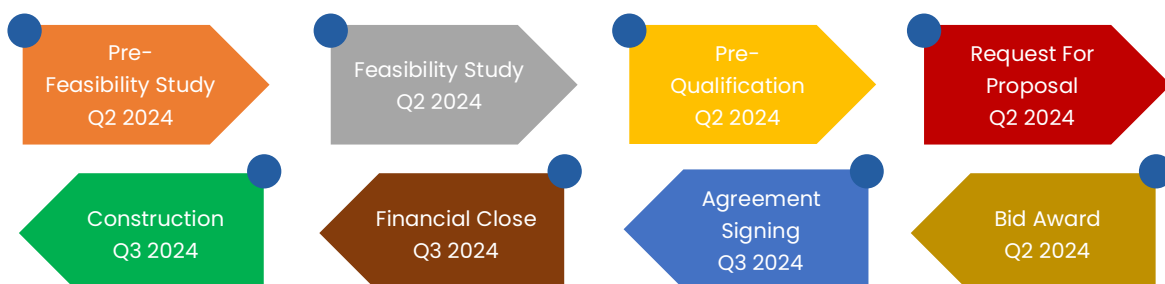 Pre-
Feasibility Study
Q2 2024
Feasibility Study
Q2 2024
Pre-
Qualification
Q2 2024
Request For
Proposal
Q2 2024
Construction
Q3 2024
Financial Close
Q3 2024
Agreement
Signing
Q3 2024
Bid Award
Q2 2024